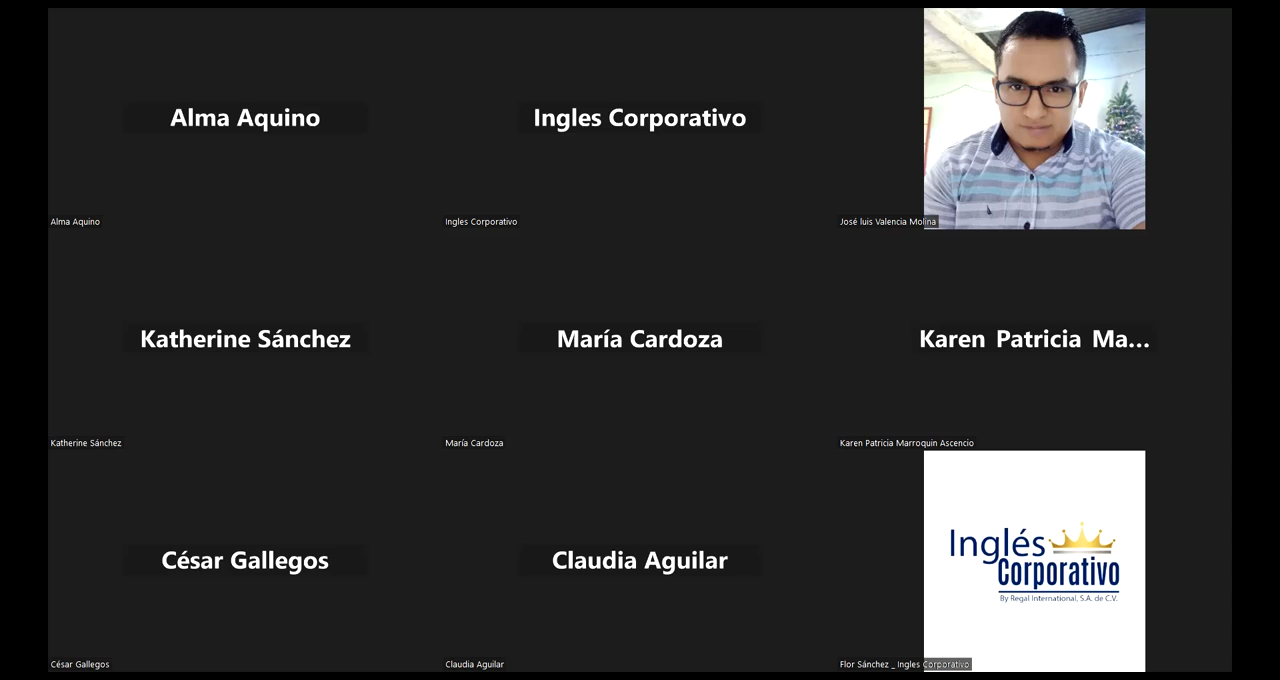 Alma Aquino
Ingles Corporativo
Alma Aquino
Ingles Corporativo
José luis Valencia Molina
Katherine Sánchez
María Cardoza
Karen Patricia Ma...
Katherine Sánchez
María Cardoza
Karen Patricia Marroquin Ascencio
César Gallegos
Claudia Aguilar
Inglés
Corporativo
By Regal International, S.A. de C.V.
César Gallegos
Claudia Aguilar
Flor Sánchez _ Ingles Corporativo